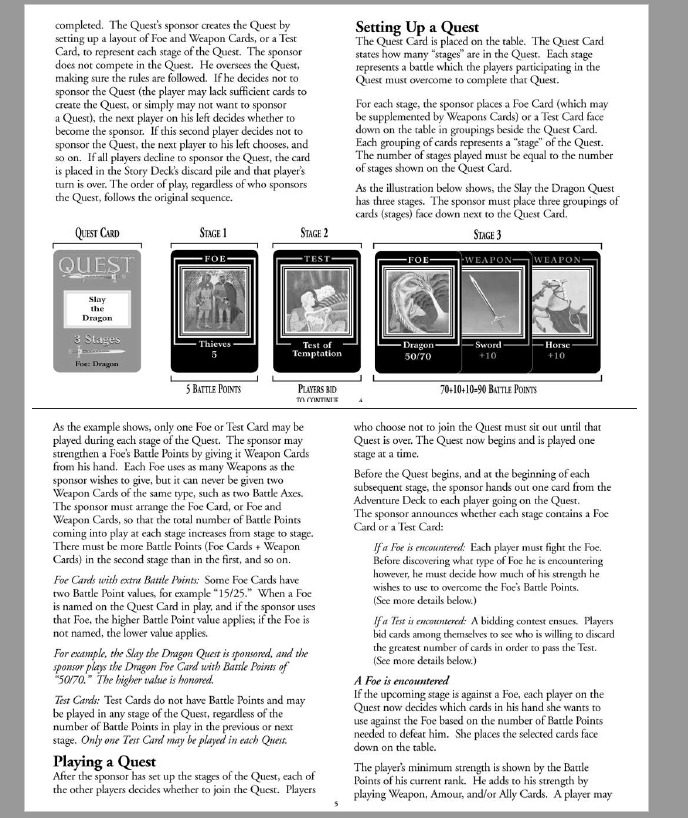 completed. The Quest's sponsor creates the Quest by
setting up a layout of Foe and Weapon Cards, or a Test
Card, to represent each stage of the Quest. The sponsor
does not compete in the Quest. He oversees the Quest,
making sure the rules are followed. If he decides not to
sponsor the Quest (the player may lack sufficient cards to
create the Quest, or simply may not want to sponsor
a Quest), the next player on his left decides whether to
become the sponsor. If this second player decides not to
sponsor the Quest, the next player to his left chooses, and
so on. If all players decline to sponsor the Quest, the card
is placed in the Story Deck's discard pile and that player's
turn is over. The order of play, regardless of who sponsors
the Quest, follows the original sequence.
Setting Up a Quest
The Quest Card is placed on the table. The Quest Card
states how many "stages" are in the Quest. Each stage
represents a battle which the players participating in the
Quest must overcome to complete that Quest.
For each stage, the sponsor places a Foe Card (which may
be supplemented by Weapons Cards) or a Test Card face
down on the table in groupings beside the Quest Card.
Each grouping of cards represents a "stage" of the Quest.
The number of stages played must be equal to the number
of stages shown on the Quest Card.
As the illustration below shows, the Slay the Dragon Quest
has three stages. The sponsor must place three groupings of
cards (stages) face down next to the Quest Card.
QUEST CARD
QUEST
Slay
the
Dragon
3 Stages
Foe: Dragon
STAGE 1
FOE
Thieves
5
5 BATTLE POINTS
STAGE 2
TEST
Test of
Temptation
PLAYERS BID
TO CONTINUE
STAGE 3
FOE
Dragon
50/70
WEAPON
Sword
+10
WEAPON
Horse
+10
70+10+10=90 BATTLE POINTS
As the example shows, only one Foe or Test Card may be
played during each stage of the Quest. The sponsor may
strengthen a Foe's Battle Points by giving it Weapon Cards
from his hand. Each Foe uses as many Weapons as the
sponsor wishes to give, but it can never be given two
Weapon Cards of the same type, such as two Battle Axes.
The sponsor must arrange the Foe Card, or Foe and
Weapon Cards, so that the total number of Battle Points
coming into play at each stage increases from stage to stage.
There must be more Battle Points (Foe Cards + Weapon
Cards) in the second stage than in the first, and so on.
Foe Cards with extra Battle Points: Some Foe Cards have
two Battle Point values, for example "15/25." When a Foe
is named on the Quest Card in play, and if the sponsor uses
that Foe, the higher Battle Point value applies; if the Foe is
not named, the lower value applies.
For example, the Slay the Dragon Quest is sponsored, and the
sponsor plays the Dragon Foe Card with Battle Points of
"50/70." The higher value is honored.
Test Cards: Test Cards do not have Battle Points and may
be played in any stage of the Quest, regardless of the
number of Battle Points in play in the previous or next
stage. Only one Test Card may be played in each Quest.
Playing a Quest
After the sponsor has set up the stages of the Quest, each of
the other players decides whether to join the Quest. Players
who choose not to join the Quest must sit out until that
Quest is over. The Quest now begins and is played one
stage at a time.
Before the Quest begins, and at the beginning of each
subsequent stage, the sponsor hands out one card from the
Adventure Deck to each player going on the Quest.
The sponsor announces whether each stage contains a Foe
Card or a Test Card:
If a Foe is encountered: Each player must fight the Foe.
Before discovering what type of Foe he is encountering
however, he must decide how much of his strength he
wishes to use to overcome the Foe's Battle Points.
(See more details below.)
If a Test is encountered: A bidding contest ensues. Players
bid cards among themselves to see who is willing to discard
the greatest number of cards in order to pass the Test.
(See more details below.)
A Foe is encountered
If the upcoming stage is against a Foe, each player on the
Quest now decides which cards in his hand she wants to
use against the Foe based on the number of Battle Points
needed to defeat him. She places the selected cards face
down on the table.
The player's minimum strength is shown by the Battle
Points of his current rank. He adds to his strength by
playing Weapon, Amour, and/or Ally Cards. A player may
5